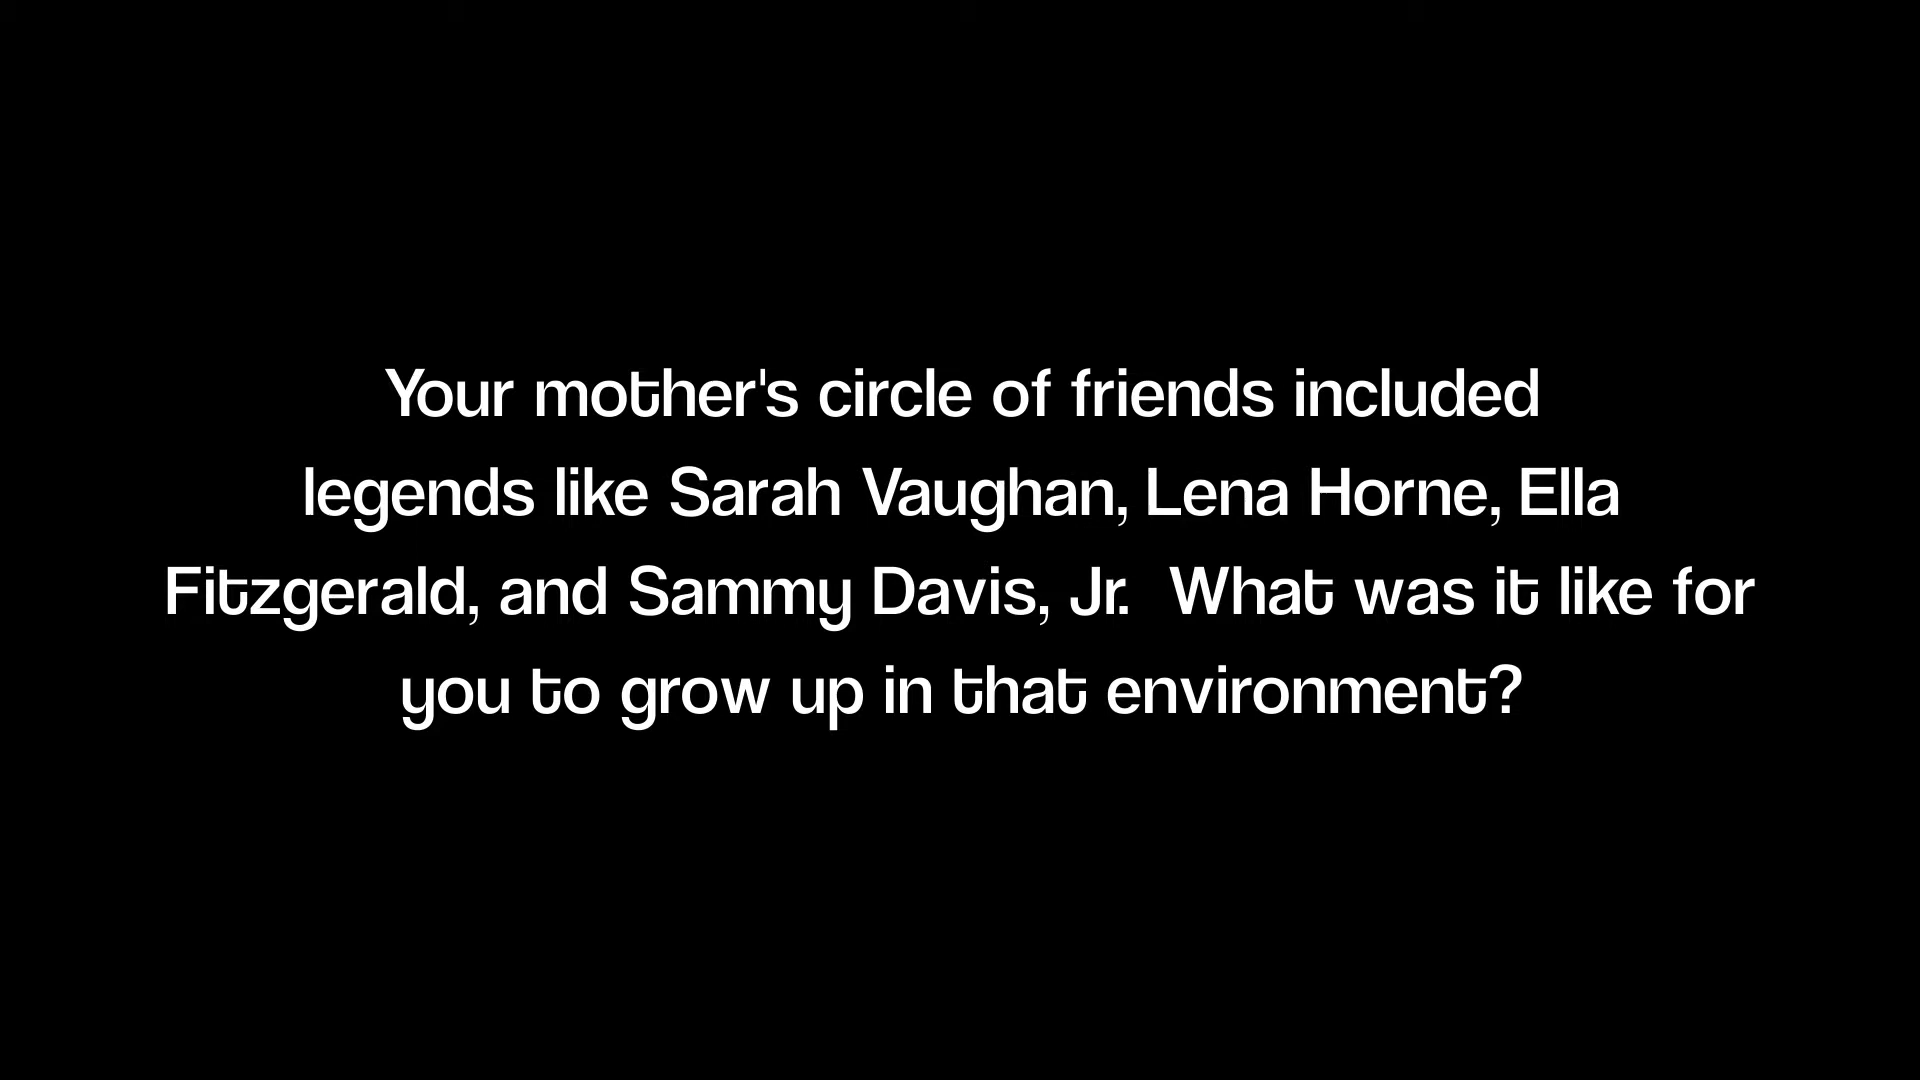 Your mother's circle of friends included
legends like Sarah Vaughan, Lena Horne, Ella
Fitzgerald, and Sammy Davis, Jr.  What was it like for
you to grow up in that environment?